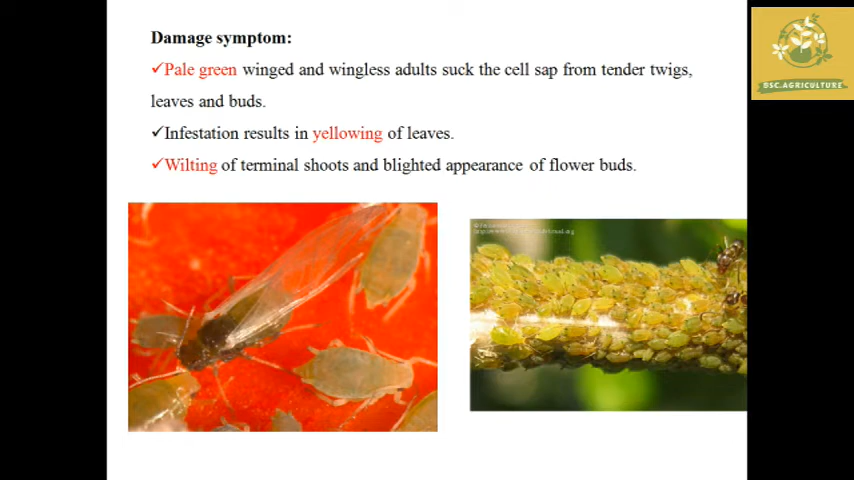 Damage symptom:
✓Pale green winged and wingless adults suck the cell sap from tender twigs,
leaves and buds.
✓Infestation results in yellowing of leaves.
✓Wilting of terminal shoots and blighted appearance of flower buds.
BSC.AGRICULTURE